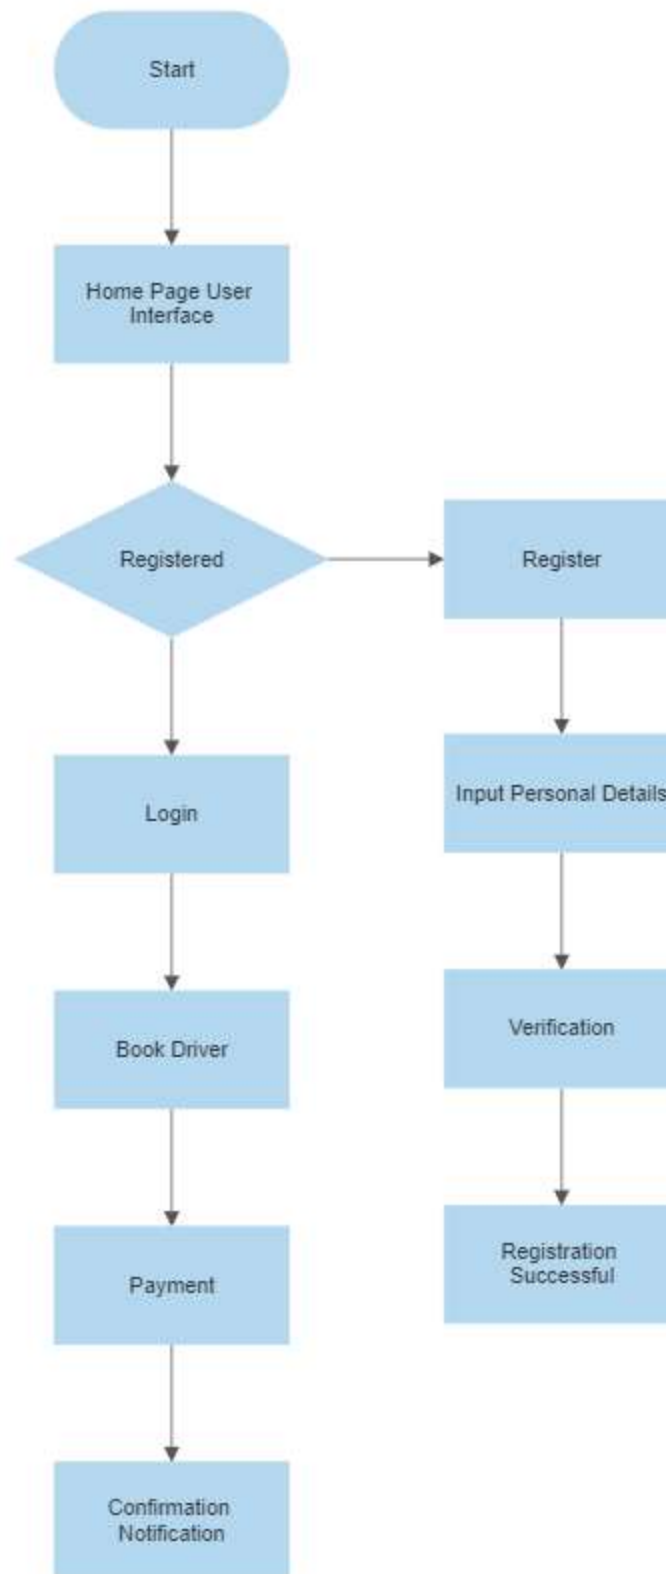 Start
Home Page User
Interface
Registered
Register
Login
Input Personal Details
Book Driver
Verification
Payment
Registration
Successful
Confirmation
Notification